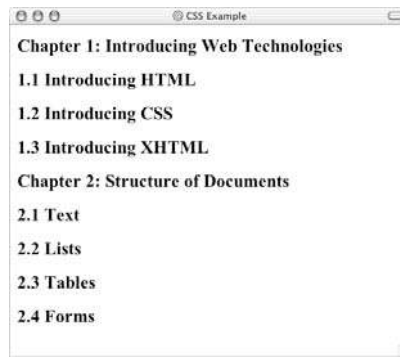 CSS Example
Chapter 1: Introducing Web Technologies
1.1 Introducing HTML
1.2 Introducing CSS
1.3 Introducing XHTML
Chapter 2: Structure of Documents
2.1 Text
2.2 Lists
2.3 Tables
2.4 Forms